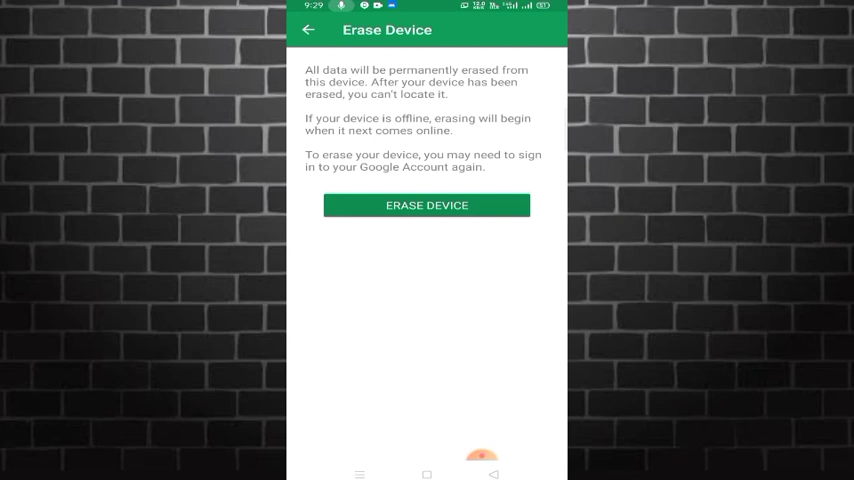 9:29
Erase Device
All data will be permanently erased from
this device. After your device has been
erased, you can't locate it.
If your device is offline, erasing will begin
when it next comes online.
To erase your device, you may need to sign
in to your Google Account again.
ERASE DEVICE